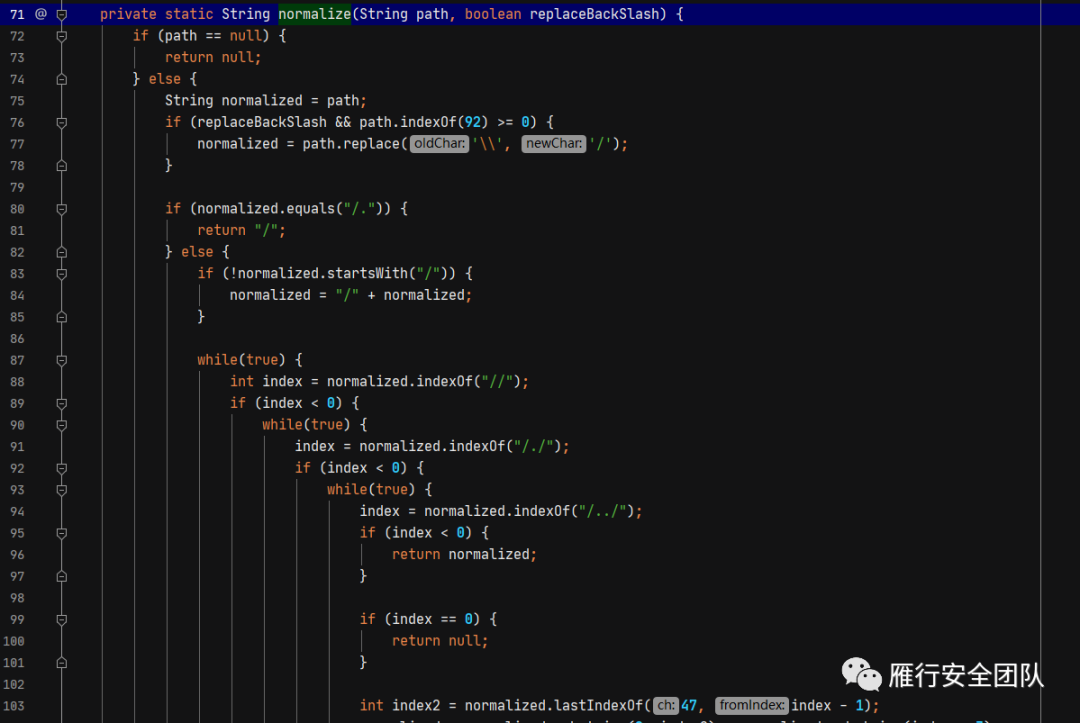 71 @ private static String normalize(String path, boolean replaceBackSlash) {
72 if (path == null) {
73 return null;
74 } else {
75 String normalized = path;
76 if (replaceBackSlash && path.indexOf(92) >= 0) {
77 normalized = path.replace( oldChar: '\\', newChar: '/');
78 }
79
80 if (normalized.equals("/.")) {
81 return "/";
82 } else {
83 if (!normalized.startsWith("/")) {
84 normalized = "/" + normalized;
85 }
86
87 while(true) {
88 int index = normalized.indexOf("//");
89 if (index < 0) {
90 while(true) {
91 index = normalized.indexOf("/./");
92 if (index < 0) {
93 while(true) {
94 index = normalized.indexOf("/../");
95 if (index < 0) {
96 return normalized;
97 }
98
99 if (index == 0) {
100 return null;
101 }
102
103 int index2 = normalized.lastIndexOf( ch: 47, fromIndex: index - 1);
雁行安全团队